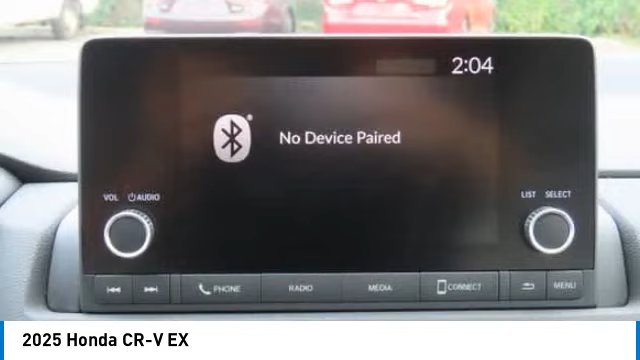 2:04
No Device Paired
VOL AUDIO
LIST SELECT
PHONE RADIO MEDIA CONNECT MENU
2025 Honda CR-V EX